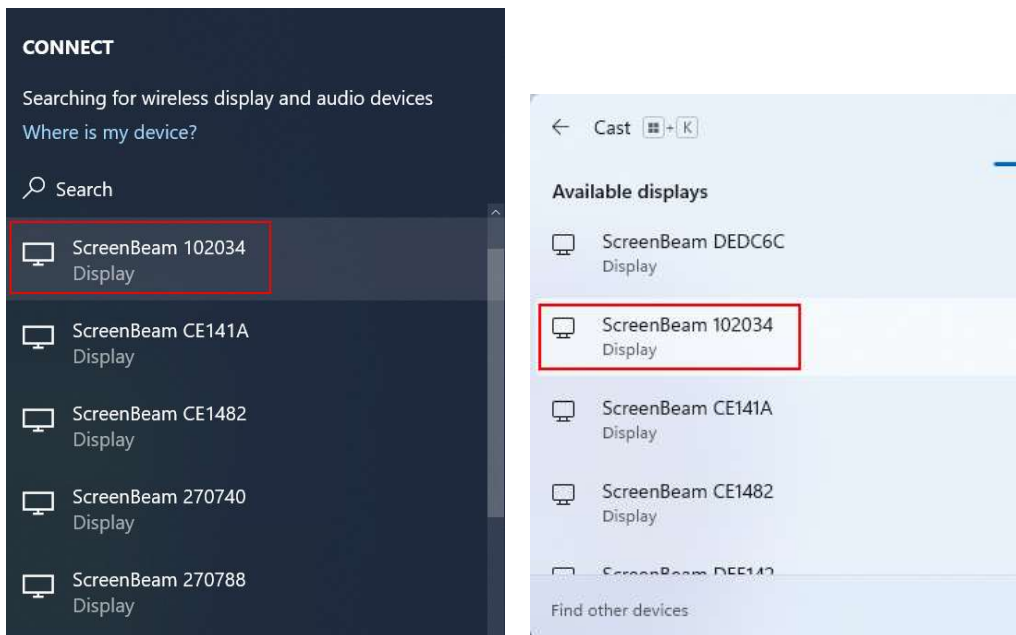 CONNECT
Searching for wireless display and audio devices
Where is my device?
Search
ScreenBeam 102034
Display
ScreenBeam CE141A
Display
ScreenBeam CE1482
Display
ScreenBeam 270740
Display
ScreenBeam 270788
Display
Cast + K
Available displays
ScreenBeam DEDC6C
Display
ScreenBeam 102034
Display
ScreenBeam CE141A
Display
ScreenBeam CE1482
Display
ScreenBeam
Find other devices